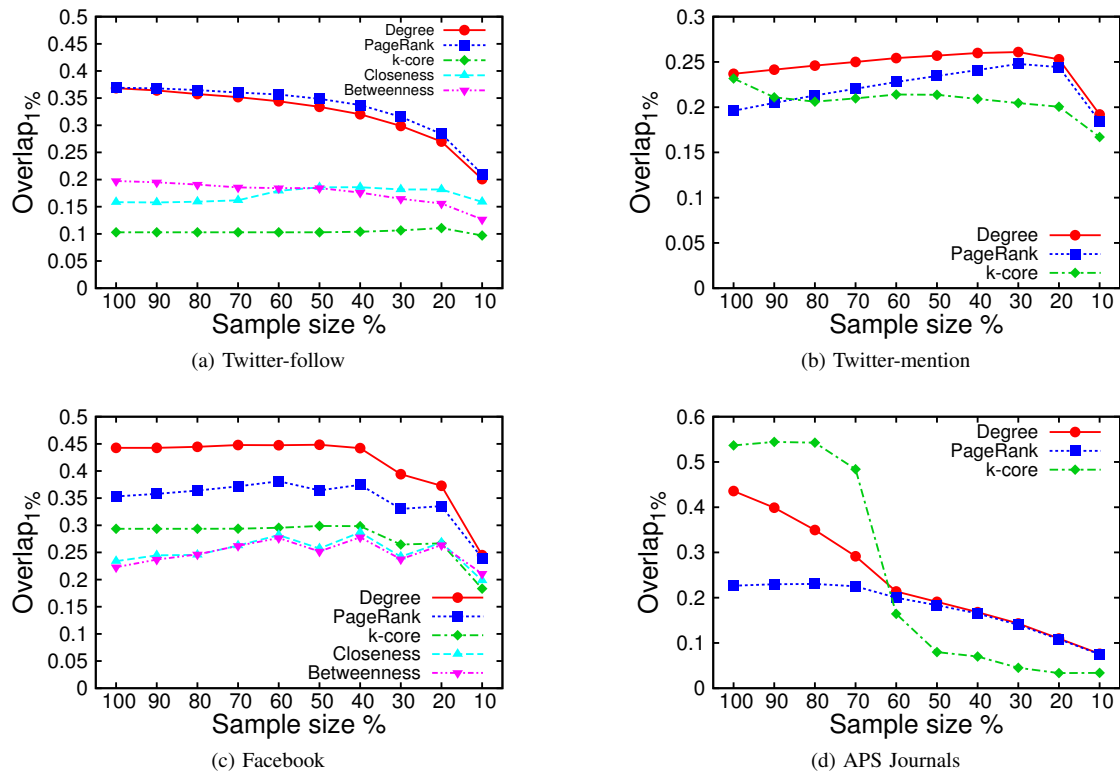 0.5
0.45
0.4
0.35
0.3
0.25
0.2
0.15
0.1
0.05
0
Overlap1%
Degree
PageRank
k-core
Closeness
Betweenness
100 90 80 70 60 50 40 30 20 10
Sample size %
(a) Twitter-follow
0.3
0.25
0.2
0.15
0.1
0.05
0
Overlap1%
Degree
PageRank
k-core
100 90 80 70 60 50 40 30 20 10
Sample size %
(b) Twitter-mention
0.5
0.45
0.4
0.35
0.3
0.25
0.2
0.15
0.1
0.05
0
Overlap1%
Degree
PageRank
k-core
Closeness
Betweenness
100 90 80 70 60 50 40 30 20 10
Sample size %
(c) Facebook
0.6
0.5
0.4
0.3
0.2
0.1
0
Overlap1%
Degree
PageRank
k-core
100 90 80 70 60 50 40 30 20 10
Sample size %
(d) APS Journals